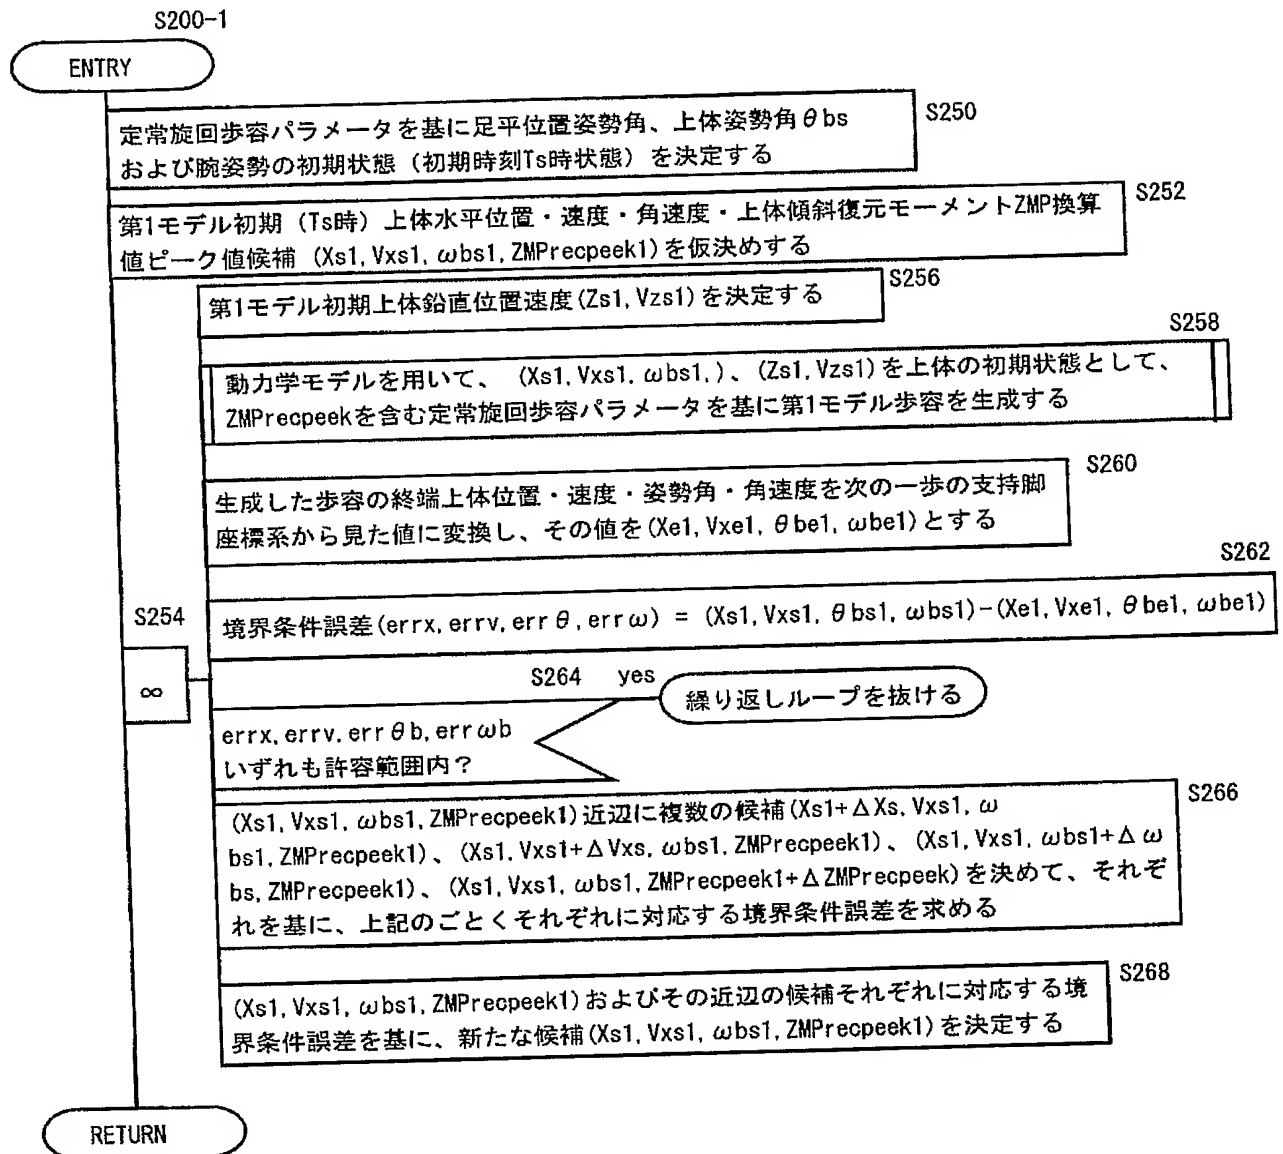 S200-1
ENTRY
定常旋回歩容パラメータを基に足平位置姿勢角、上体姿勢角θbs
および腕姿勢の初期状態（初期時刻Ts時状態）を決定する
S250
第1モデル初期（Ts時）上体水平位置・速度・角速度・上体傾斜復元モーメントZMP換算
値ピーク値候補（Xs1, Vxs1, ωbs1, ZMPrecpeek1)を仮決めする
S252
第1モデル初期上体鉛直位置速度(Zs1, Vzs1)を決定する
S256
S258
動力学モデルを用いて、（Xs1, Vxs1. ωbs1,）、(Zs1, Vzs1)を上体の初期状態として、
ZMPrecpeekを含む定常旋回歩容パラメータを基に第1モデル歩容を生成する
S260
生成した歩容の終端上体位置・速度・姿勢角・角速度を次の一歩の支持脚
座標系から見た値に変換し、その値を(Xe1, Vxe1, θbe1, ωbe1)とする
S262
境界条件誤差(errx, errv, errθ, errω) = (Xs1, Vxs1, θbs1, ωbs1)-(Xe1, Vxe1, θbe1, ωbe1)
S254
∞
S264 yes
繰り返しループを抜ける
errx, errv. errθb, errωb
いずれも許容範囲内？
S266
(Xs1, Vxs1, ωbs1, ZMPrecpeek1)近辺に複数の候補(Xs1+ΔXs, Vxs1, ω
bs1, ZMPrecpeek1)、(Xs1, Vxs1+ΔVxs, ωbs1, ZMPrecpeek1)、(Xs1, Vxs1, ωbs1+Δω
bs, ZMPrecpeek1)、(Xs1, Vxs1, ωbs1, ZMPrecpeek1+ΔZMPrecpeek)を決めて、それぞ
れを基に、上記のごとくそれぞれに対応する境界条件誤差を求める
S268
(Xs1, Vxs1, ωbs1, ZMPrecpeek1)およびその近辺の候補それぞれに対応する境
界条件誤差を基に、新たな候補(Xs1, Vxs1, ωbs1, ZMPrecpeek1)を決定する
RETURN